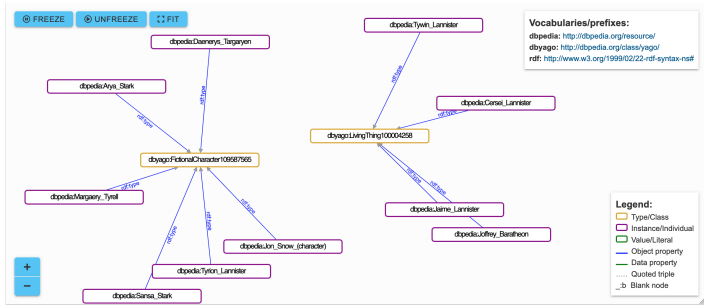 FREEZE
UNFREEZE
FIT
dbpedia:Daenerys_Targaryen
dbpedia:Tywin_Lannister
Vocabularies/prefixes:
dbpedia: http://dbpedia.org/resource/
dbyago: http://dbpedia.org/class/yago/
rdf: http://www.w3.org/1999/02/22-rdf-syntax-ns#
dbpedia:Arya_Stark
rdf:type
rdf:type
rdf:type
dbpedia:Cersei_Lannister
rdf:type
dbyago:LivingThing100004258
dbyago:FictionalCharacter109587565
rdf:type
dbpedia:Margaery_Tyrell
rdf:type
rdf:type
dbpedia:Jaime_Lannister
dbpedia:Joffrey_Baratheon
rdf:type
rdf:type
rdf:type
dbpedia:Jon_Snow_(character)
dbpedia:Tyrion_Lannister
dbpedia:Sansa_Stark
+
−
Legend:
Type/Class
Instance/Individual
Value/Literal
Object property
Data property
Quoted triple
_:b Blank node